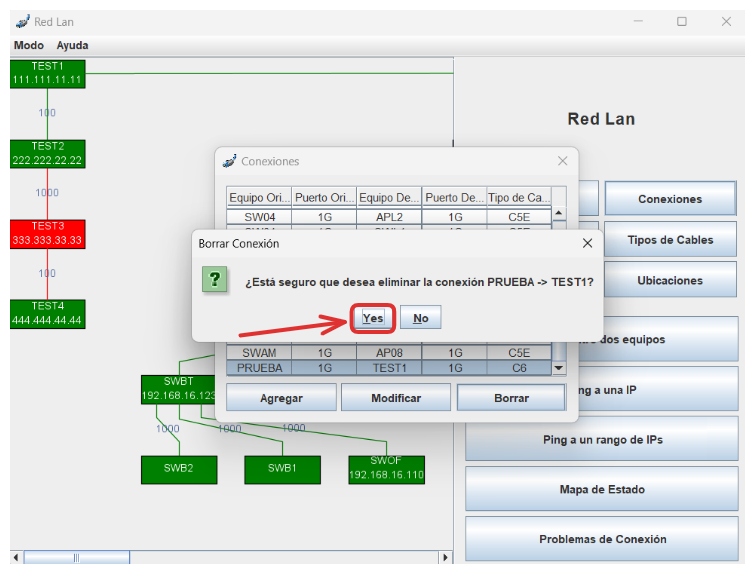 Red Lan
Modo Ayuda
TEST1
111.111.11.11
100
TEST2
222.222.22.22
1000
TEST3
333.333.33.33
100
TEST4
444.444.44.44
SWBT
192.168.16.123
1000 1000 1000
SWB2
SWB1
SWOF
192.168.16.110
Red Lan
Conexiones
Tipos de Cables
Ubicaciones
dos equipos
a una IP
Ping a un rango de IPs
Mapa de Estado
Problemas de Conexión
Conexiones
Equipo Ori... Puerto Ori... Equipo De... Puerto De... Tipo de Ca...
SW04 1G APL2 1G C5E
SWAM 1G AP08 1G C5E
PRUEBA 1G TEST1 1G C6
Agregar Modificar Borrar
Borrar Conexión
¿Está seguro que desea eliminar la conexión PRUEBA -> TEST1?
Yes No